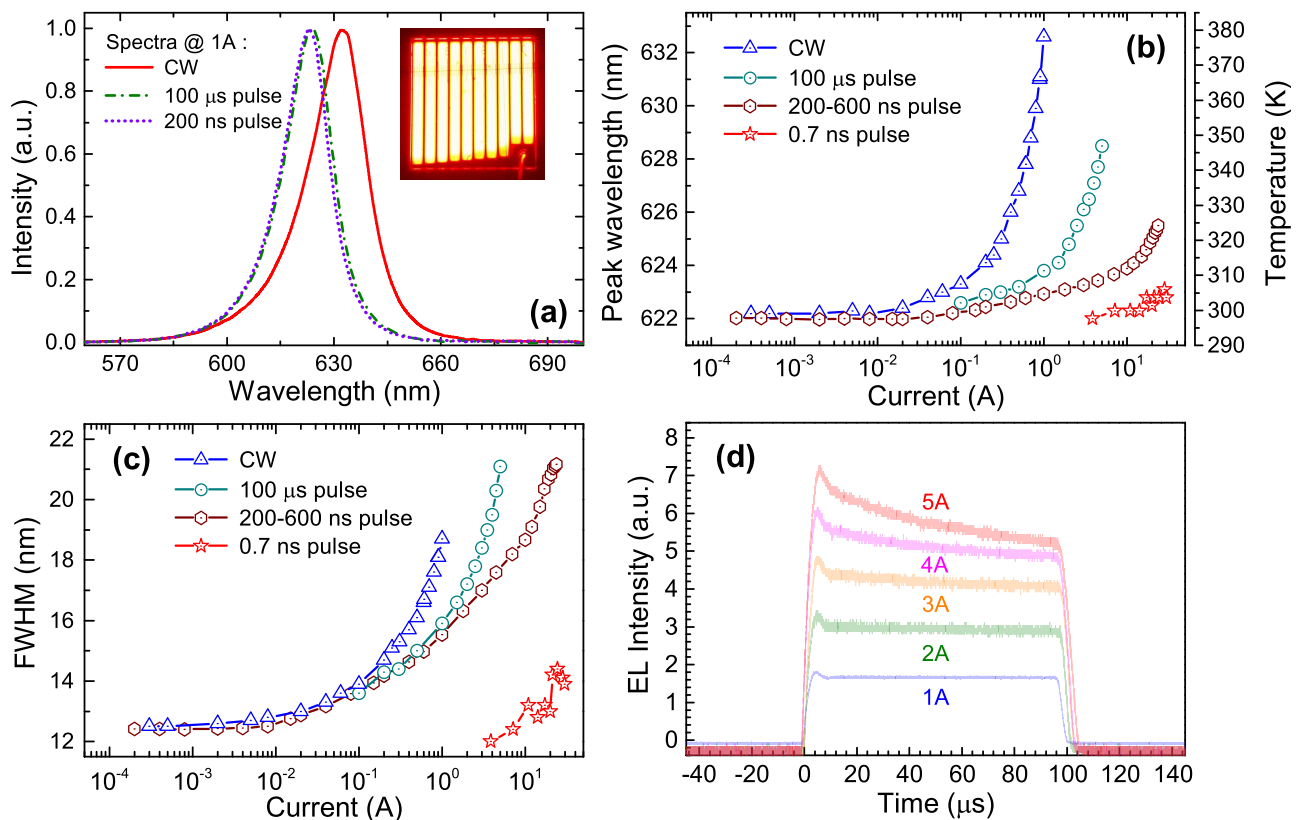 Spectra @ 1A :
CW
100 μs pulse
200 ns pulse
(a)
Intensity (a.u.)
1.0
0.8
0.6
0.4
0.2
0.0
570 600 630 660 690
Wavelength (nm)
(b)
CW
100 μs pulse
200-600 ns pulse
0.7 ns pulse
Peak wavelength (nm)
632
630
628
626
624
622
Temperature (K)
380
370
360
350
340
330
320
310
300
290
10⁻⁴ 10⁻³ 10⁻² 10⁻¹ 10⁰ 10¹
Current (A)
(c)
CW
100 μs pulse
200-600 ns pulse
0.7 ns pulse
FWHM (nm)
22
20
18
16
14
12
10⁻⁴ 10⁻³ 10⁻² 10⁻¹ 10⁰ 10¹
Current (A)
(d)
EL Intensity (a.u.)
8
7
6
5
4
3
2
1
0
5A
4A
3A
2A
1A
-40 -20 0 20 40 60 80 100 120 140
Time (μs)